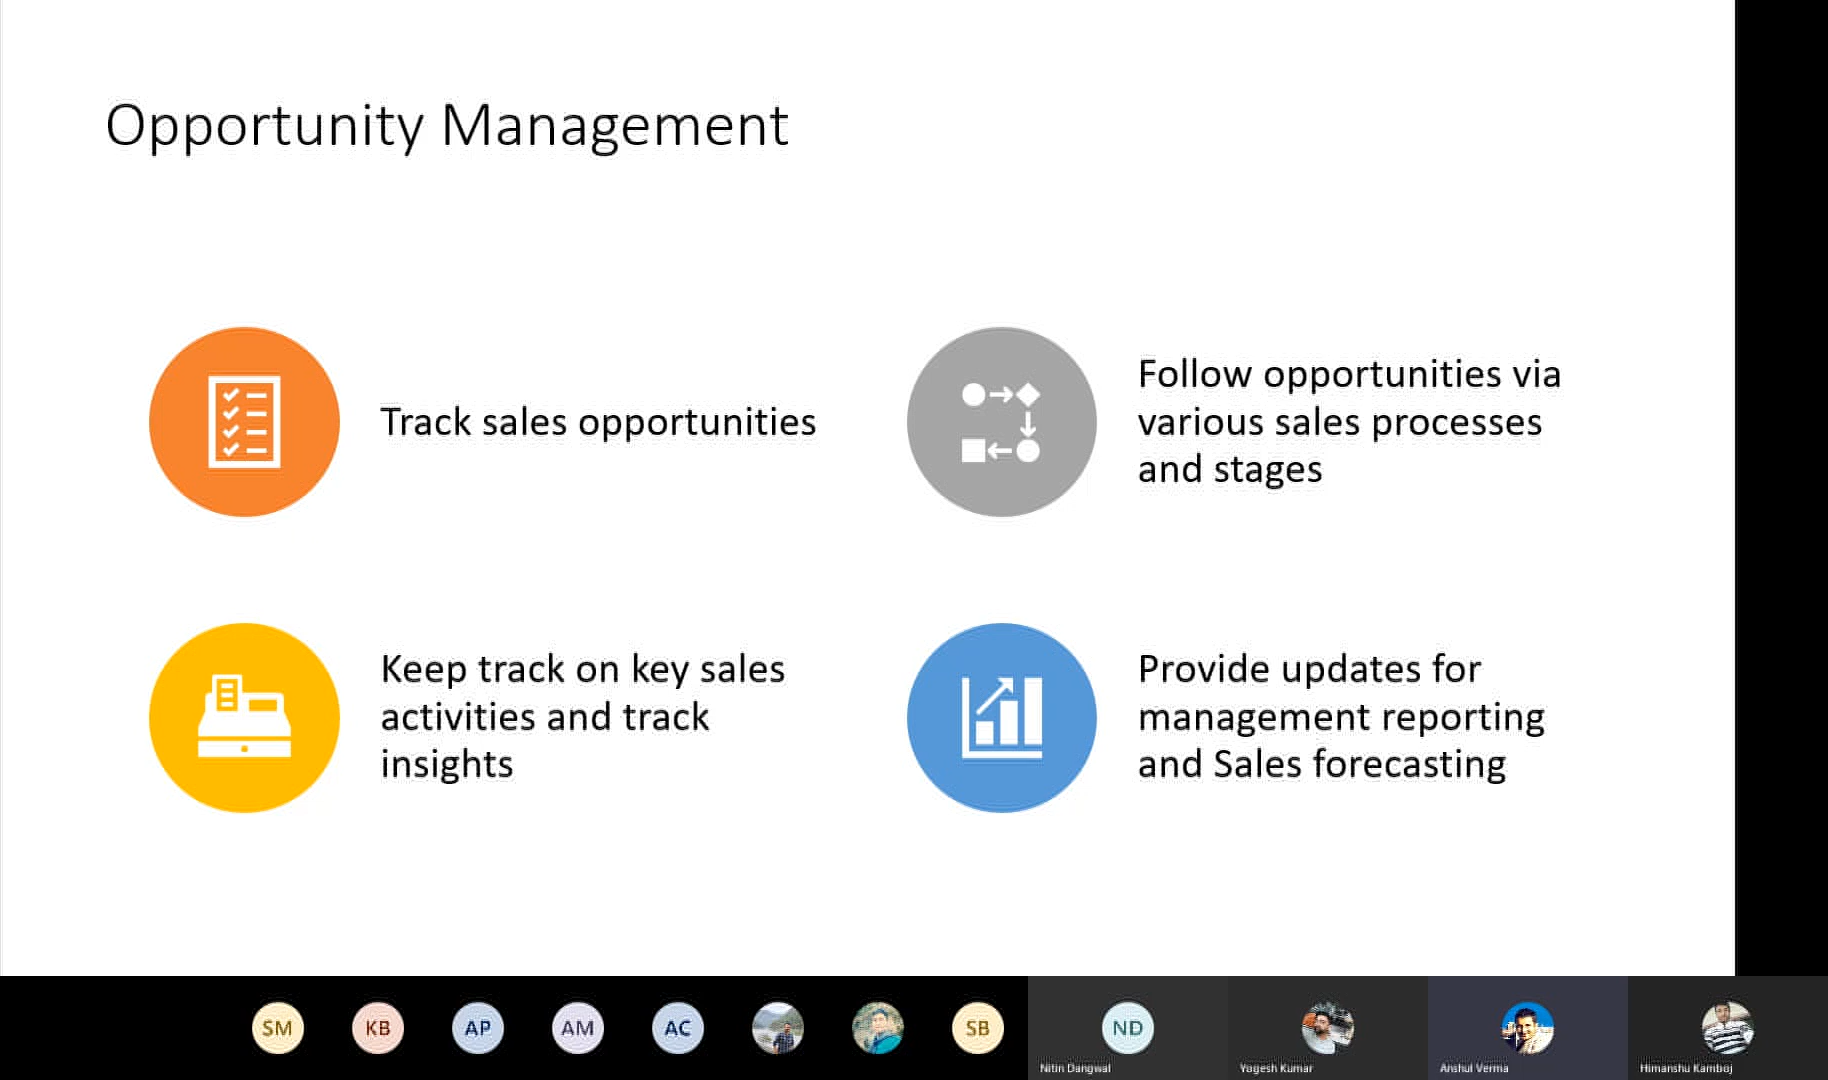 Opportunity Management
Track sales opportunities
Follow opportunities via
various sales processes
and stages
Keep track on key sales
activities and track
insights
Provide updates for
management reporting
and Sales forecasting
SM
KB
AP
AM
AC
SB
ND
Nitin Dangwal
Yogesh Kumar
Anshul Verma
Himanshu Kamboj